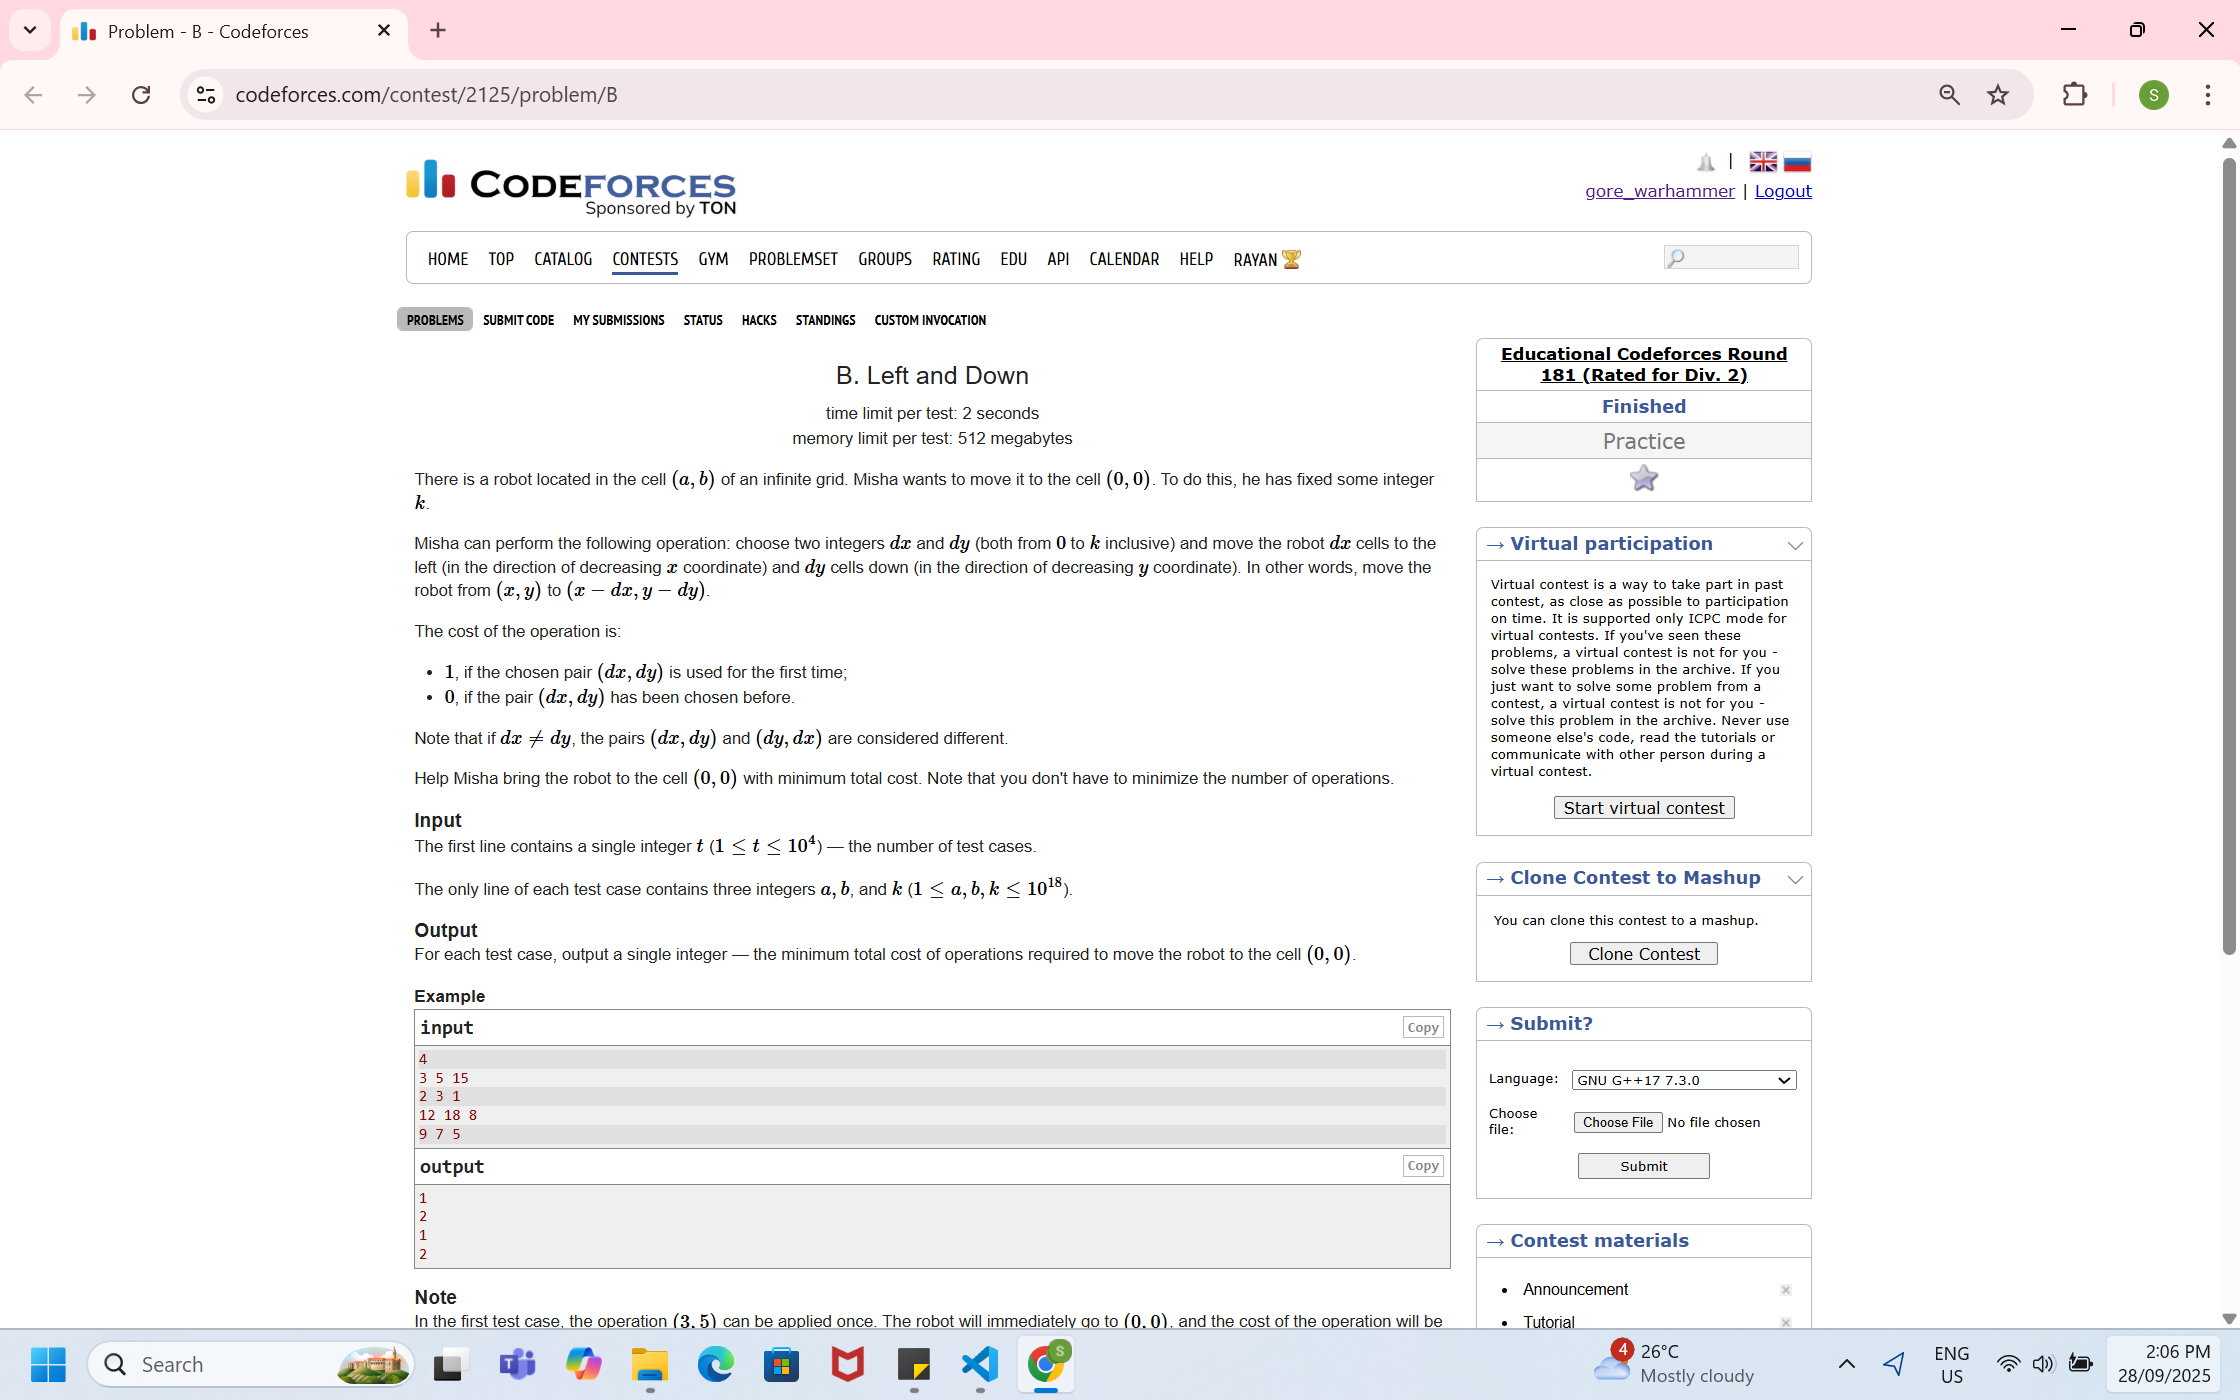 Problem - B - Codeforces
codeforces.com/contest/2125/problem/B
S
CODEFORCES
Sponsored by TON
|
gore_warhammer | Logout
HOME TOP CATALOG CONTESTS GYM PROBLEMSET GROUPS RATING EDU API CALENDAR HELP RAYAN
PROBLEMS SUBMIT CODE MY SUBMISSIONS STATUS HACKS STANDINGS CUSTOM INVOCATION
B. Left and Down
time limit per test: 2 seconds
memory limit per test: 512 megabytes
There is a robot located in the cell (a, b) of an infinite grid. Misha wants to move it to the cell (0, 0). To do this, he has fixed some integer
k.
Misha can perform the following operation: choose two integers dx and dy (both from 0 to k inclusive) and move the robot dx cells to the
left (in the direction of decreasing x coordinate) and dy cells down (in the direction of decreasing y coordinate). In other words, move the
robot from (x, y) to (x − dx, y − dy).
The cost of the operation is:
• 1, if the chosen pair (dx, dy) is used for the first time;
• 0, if the pair (dx, dy) has been chosen before.
Note that if dx ≠ dy, the pairs (dx, dy) and (dy, dx) are considered different.
Help Misha bring the robot to the cell (0, 0) with minimum total cost. Note that you don't have to minimize the number of operations.
Input
The first line contains a single integer t (1 ≤ t ≤ 10⁴) — the number of test cases.
The only line of each test case contains three integers a, b, and k (1 ≤ a, b, k ≤ 10¹⁸).
Output
For each test case, output a single integer — the minimum total cost of operations required to move the robot to the cell (0, 0).
Example
input
Copy
4
3 5 15
2 3 1
12 18 8
9 7 5
output
Copy
1
2
1
2
Note
In the first test case, the operation (3, 5) can be applied once. The robot will immediately go to (0, 0), and the cost of the operation will be
Educational Codeforces Round
181 (Rated for Div. 2)
Finished
Practice
→ Virtual participation
Virtual contest is a way to take part in past
contest, as close as possible to participation
on time. It is supported only ICPC mode for
virtual contests. If you've seen these
problems, a virtual contest is not for you -
solve these problems in the archive. If you
just want to solve some problem from a
contest, a virtual contest is not for you -
solve this problem in the archive. Never use
someone else's code, read the tutorials or
communicate with other person during a
virtual contest.
Start virtual contest
→ Clone Contest to Mashup
You can clone this contest to a mashup.
Clone Contest
→ Submit?
Language: GNU G++17 7.3.0
Choose
file:
Choose File No file chosen
Submit
→ Contest materials
• Announcement
• Tutorial
Search
S
4
26°C
Mostly cloudy
ENG
US
2:06 PM
28/09/2025